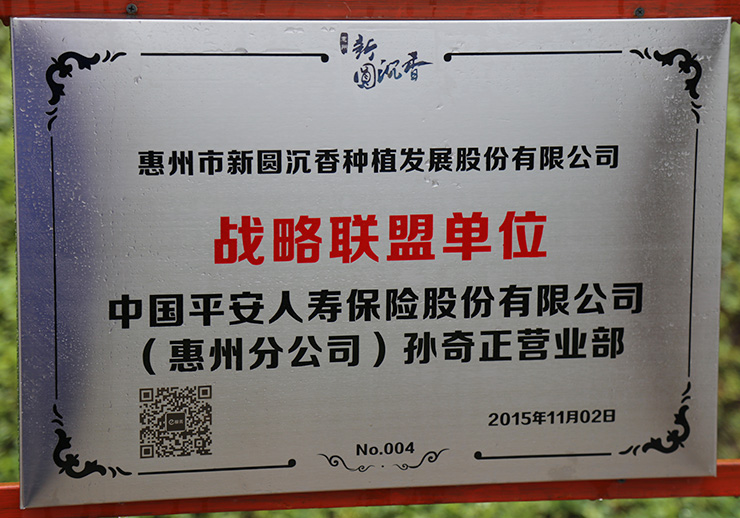 新
圆沉香
惠州市新圆沉香种植发展股份有限公司
战略联盟单位
中国平安人寿保险股份有限公司
（惠州分公司）孙奇正营业部
2015年11月02日
No.004